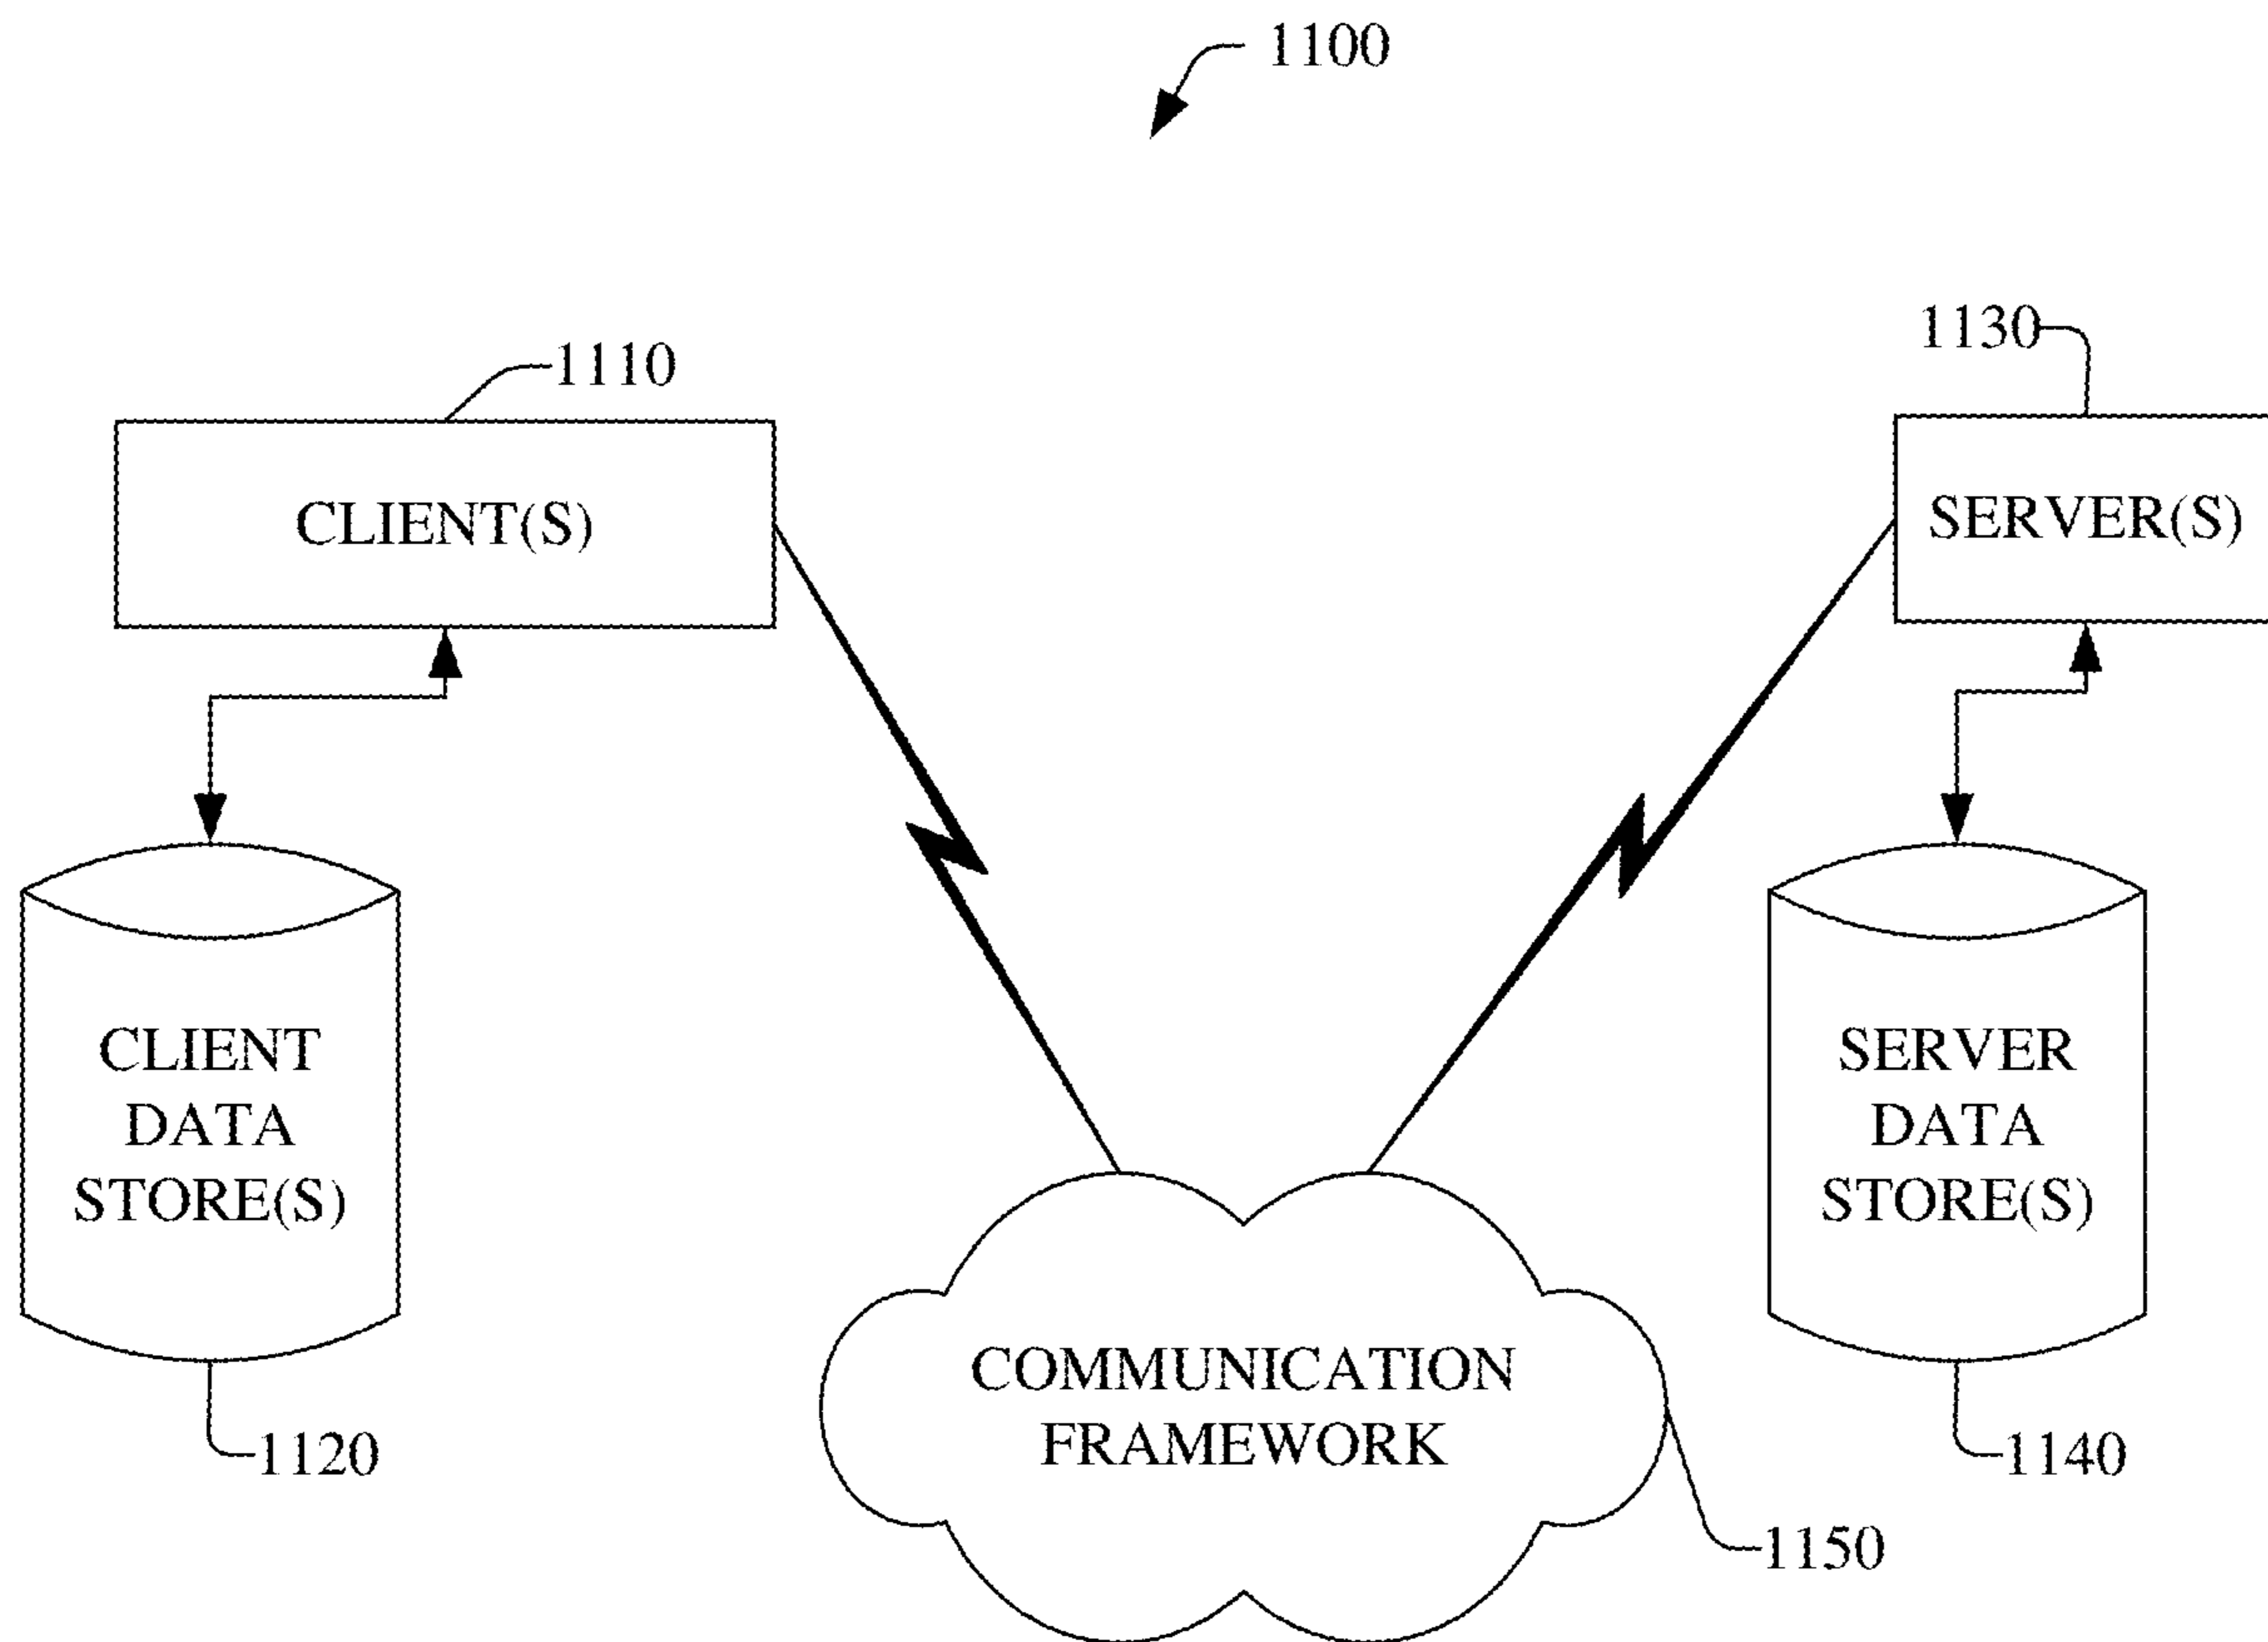 1100
1110
1130
CLIENT(S)
SERVER(S)
CLIENT
DATA
STORE(S)
SERVER
DATA
STORE(S)
COMMUNICATION
FRAMEWORK
1120
1140
1150